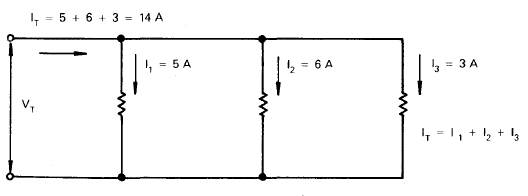 I_T = 5 + 6 + 3 = 14 A
I_1 = 5 A
I_2 = 6 A
I_3 = 3 A
V_T
I_T = I_1 + I_2 + I_3